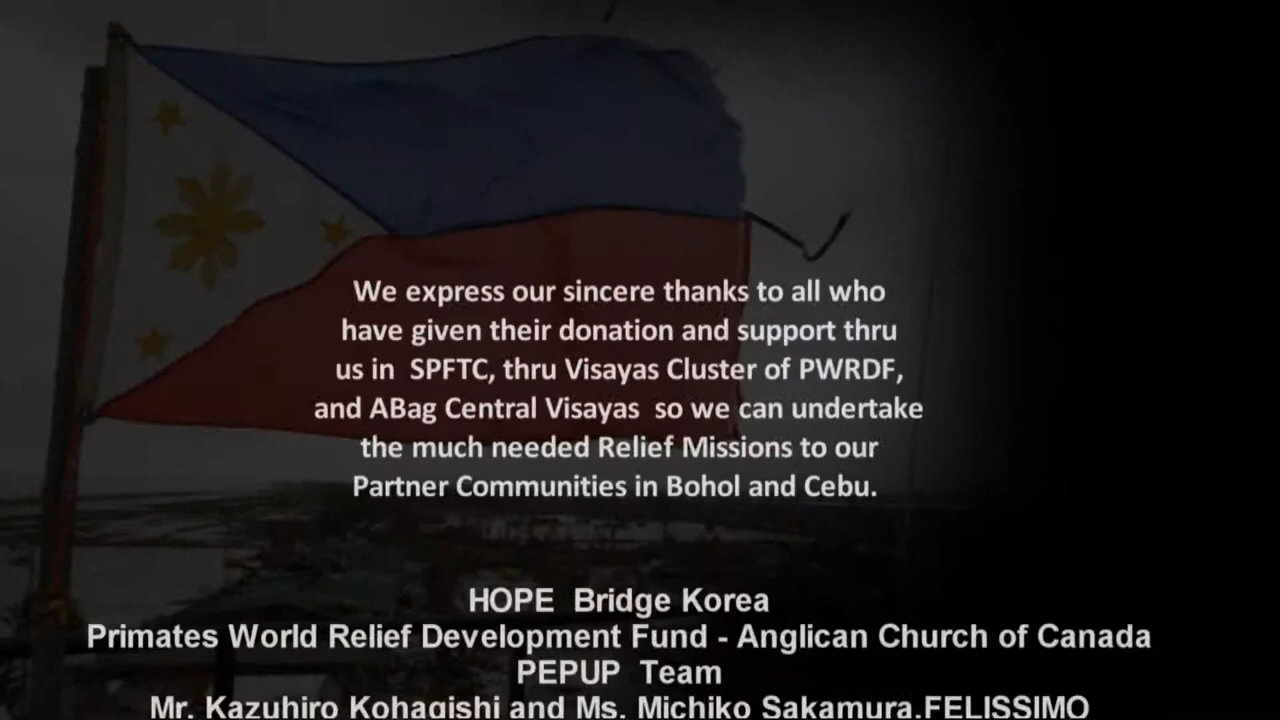 We express our sincere thanks to all who
have given their donation and support thru
us in  SPFTC, thru Visayas Cluster of PWRDF,
and ABag Central Visayas  so we can undertake
the much needed Relief Missions to our
Partner Communities in Bohol and Cebu.
HOPE  Bridge Korea
Primates World Relief Development Fund - Anglican Church of Canada
PEPUP  Team
Mr. Kazuhiro Kohagishi and Ms. Michiko Sakamura.FELISSIMO